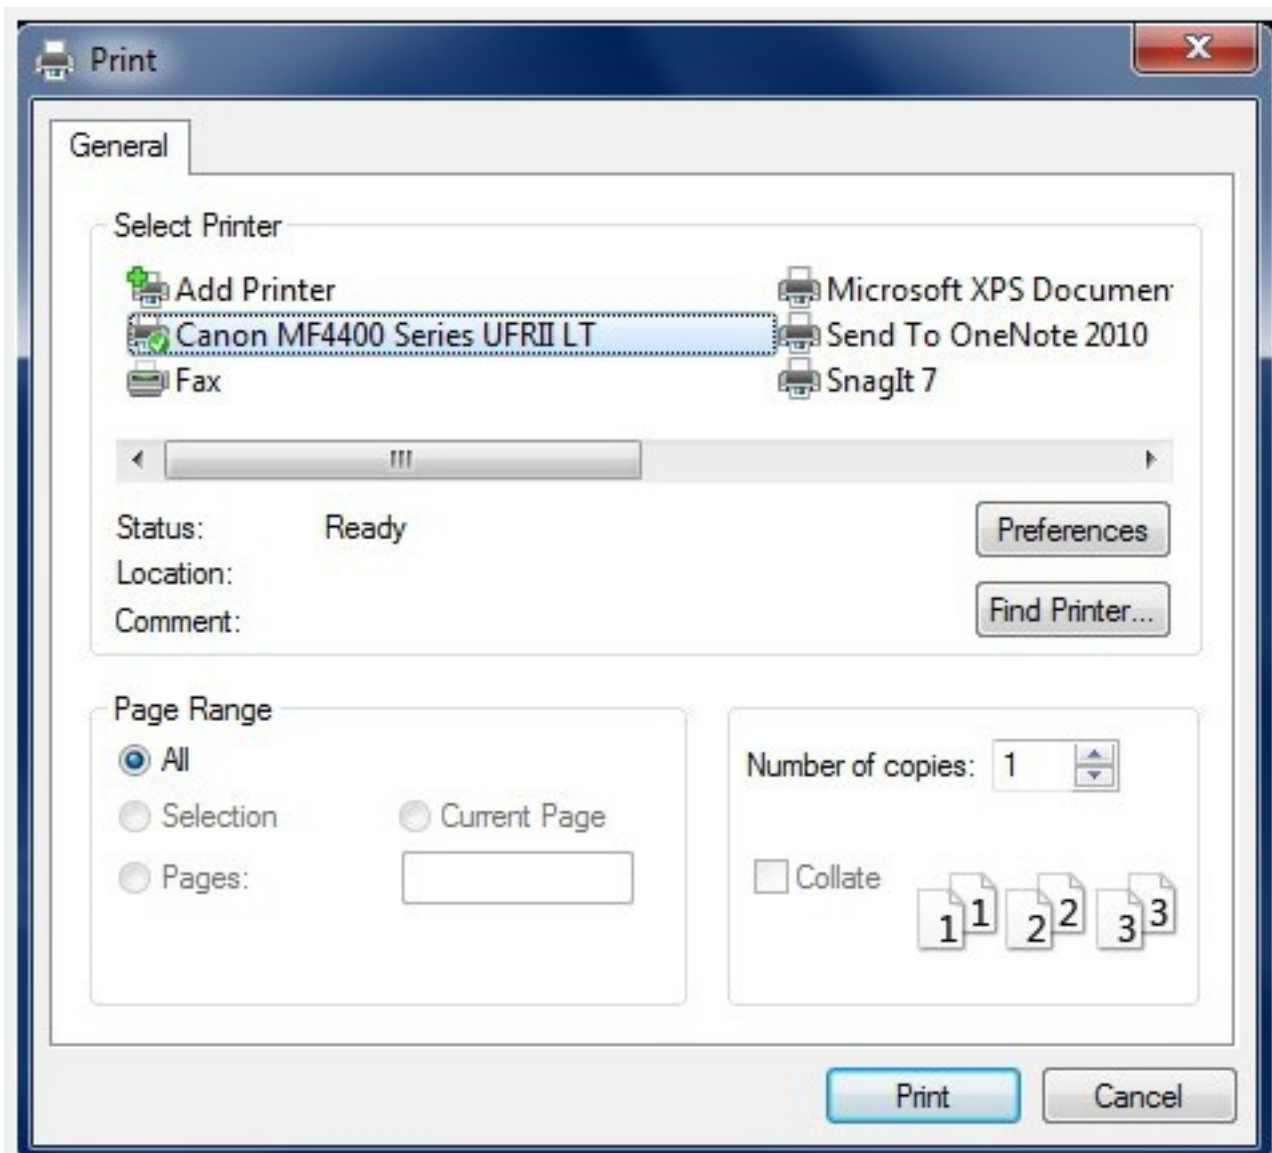 Print
General
Select Printer
Add Printer
Canon MF4400 Series UFRII LT
Fax
Microsoft XPS Documen
Send To OneNote 2010
SnagIt 7
Status: Ready
Location:
Comment:
Preferences
Find Printer...
Page Range
All
Selection Current Page
Pages:
Number of copies: 1
Collate
1 1 2 2 3 3
Print Cancel